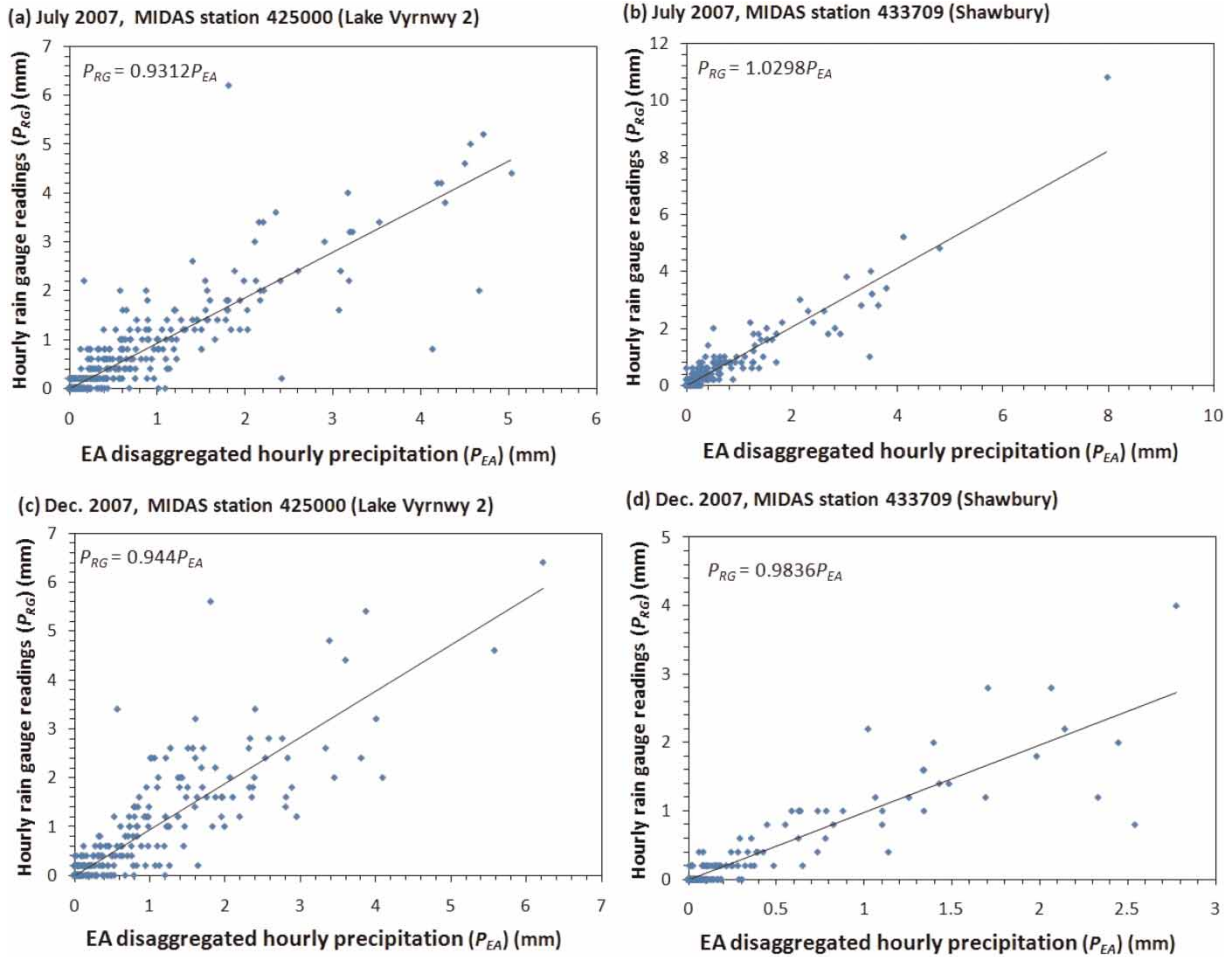 (a) July 2007, MIDAS station 425000 (Lake Vyrnwy 2)
P_RG = 0.9312P_EA
Hourly rain gauge readings (P_RG) (mm)
7
6
5
4
3
2
1
0
0 1 2 3 4 5 6
EA disaggregated hourly precipitation (P_EA) (mm)
(b) July 2007, MIDAS station 433709 (Shawbury)
P_RG = 1.0298P_EA
Hourly rain gauge readings (P_RG) (mm)
12
10
8
6
4
2
0
0 2 4 6 8 10
EA disaggregated hourly precipitation (P_EA) (mm)
(c) Dec. 2007, MIDAS station 425000 (Lake Vyrnwy 2)
P_RG = 0.944P_EA
Hourly rain gauge readings (P_RG) (mm)
7
6
5
4
3
2
1
0
0 1 2 3 4 5 6 7
EA disaggregated hourly precipitation (P_EA) (mm)
(d) Dec. 2007, MIDAS station 433709 (Shawbury)
P_RG = 0.9836P_EA
Hourly rain gauge readings (P_RG) (mm)
5
4
3
2
1
0
0 0.5 1 1.5 2 2.5 3
EA disaggregated hourly precipitation (P_EA) (mm)